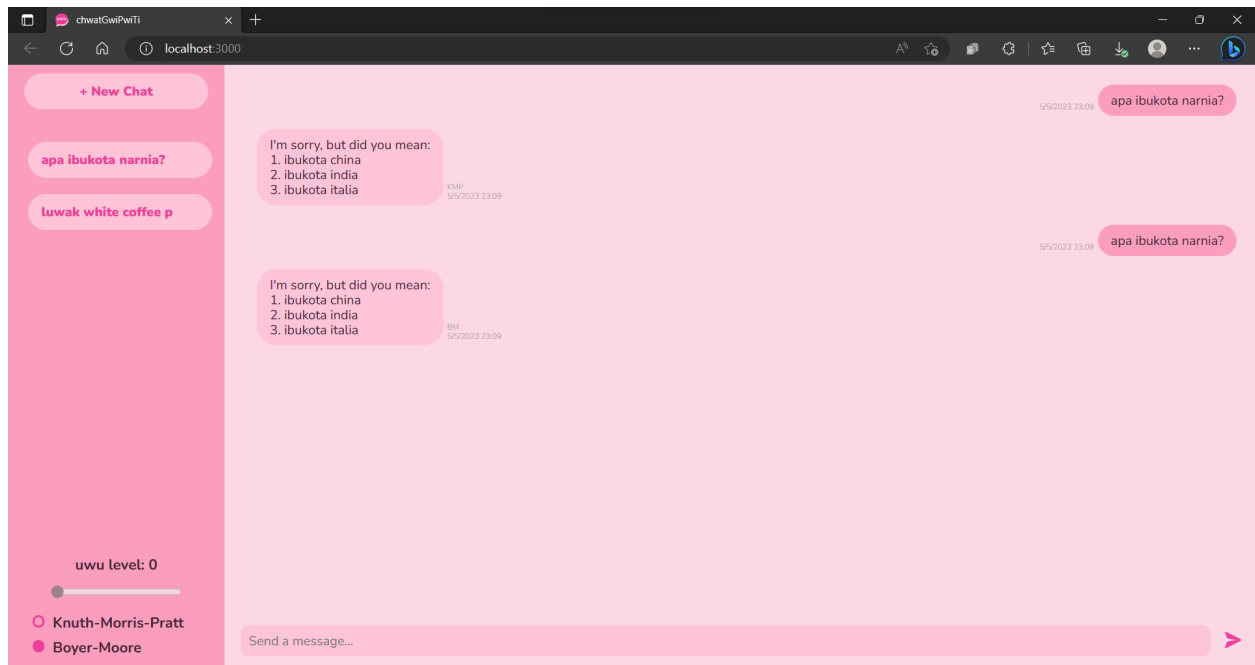 chwatGwiPwiTi
localhost:3000
+ New Chat
apa ibukota narnia?
luwak white coffee p
uwu level: 0
Knuth-Morris-Pratt
Boyer-Moore
5/5/2023 23:09
apa ibukota narnia?
I'm sorry, but did you mean:
1. ibukota china
2. ibukota india
3. ibukota italia
KMP
5/5/2023 23:09
5/5/2023 23:09
apa ibukota narnia?
I'm sorry, but did you mean:
1. ibukota china
2. ibukota india
3. ibukota italia
BM
5/5/2023 23:09
Send a message...